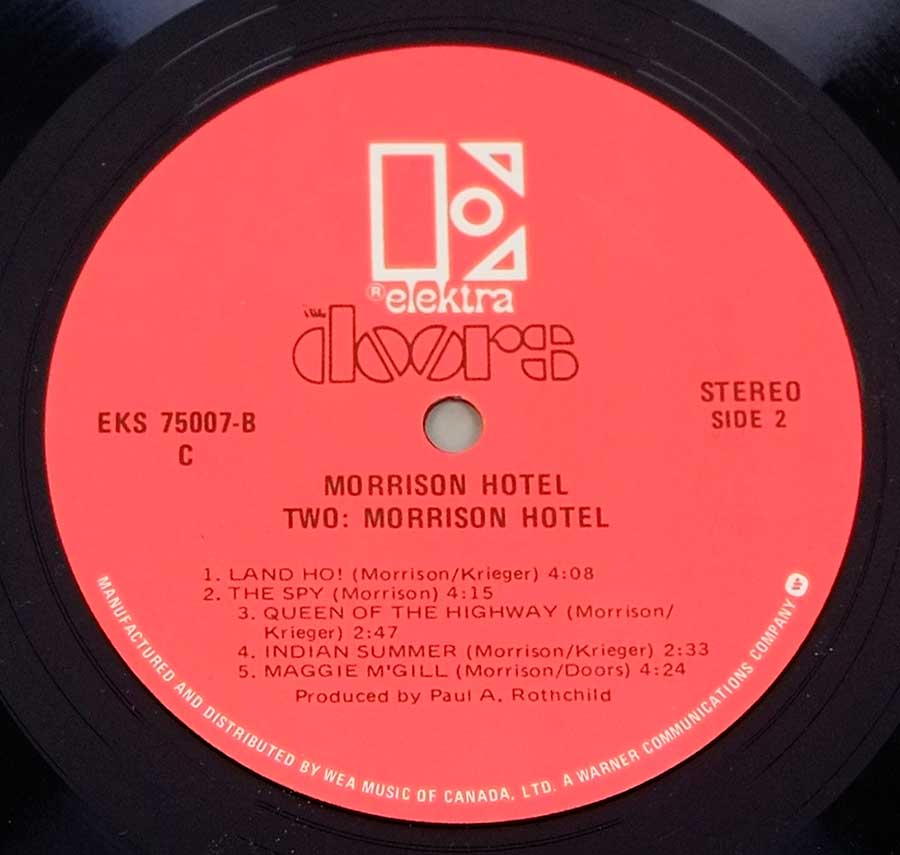 ® elektra
THE
doors
STEREO
SIDE 2
EKS 75007-B
C
MORRISON HOTEL
TWO: MORRISON HOTEL
1. LAND HO! (Morrison/Krieger) 4:08
2. THE SPY (Morrison) 4:15
3. QUEEN OF THE HIGHWAY (Morrison/
Krieger) 2:47
4. INDIAN SUMMER (Morrison/Krieger) 2:33
5. MAGGIE M'GILL (Morrison/Doors) 4:24
Produced by Paul A. Rothchild
MANUFACTURED AND DISTRIBUTED BY WEA MUSIC OF CANADA, LTD. A WARNER COMMUNICATIONS COMPANY